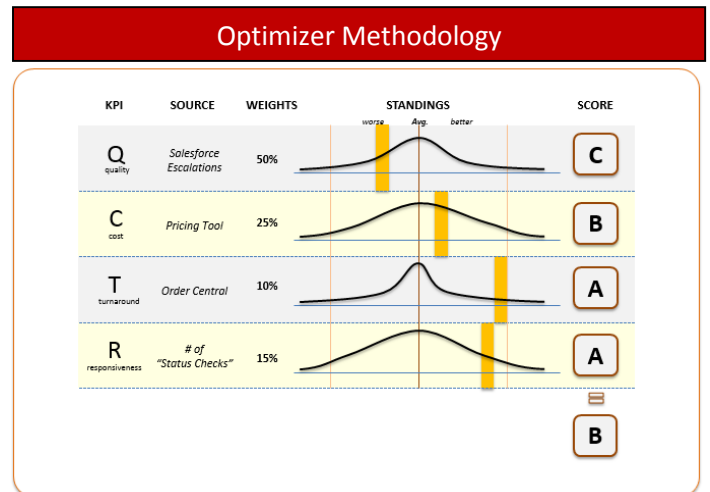 Optimizer Methodology
KPI SOURCE WEIGHTS STANDINGS SCORE
worse Avg. better
Q
quality
Salesforce
Escalations
50%
C
C
cost
Pricing Tool
25%
B
T
turnaround
Order Central
10%
A
R
responsiveness
# of
"Status Checks"
15%
A
=
B